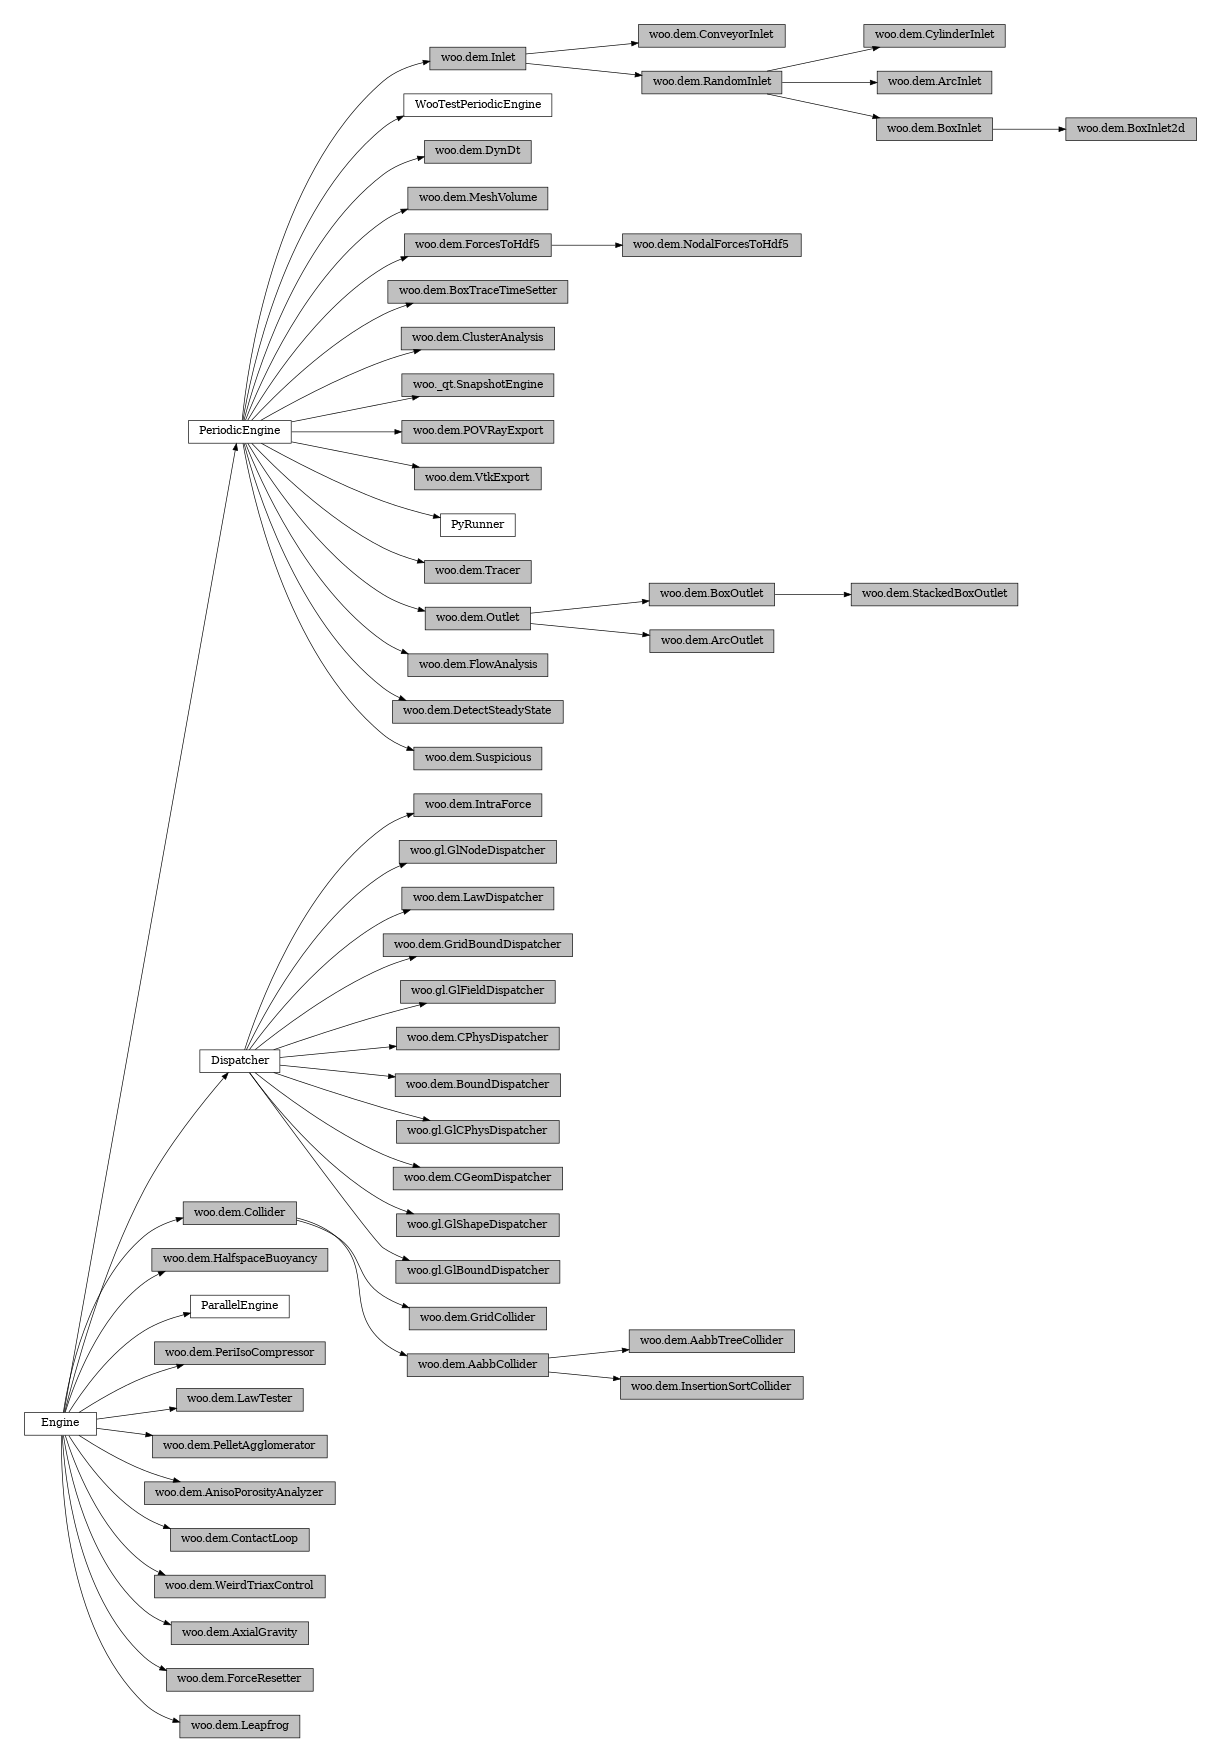 woo.dem.ConveyorInlet
woo.dem.CylinderInlet
woo.dem.Inlet
woo.dem.RandomInlet
woo.dem.ArcInlet
WooTestPeriodicEngine
woo.dem.BoxInlet
woo.dem.BoxInlet2d
woo.dem.DynDt
woo.dem.MeshVolume
woo.dem.ForcesToHdf5
woo.dem.NodalForcesToHdf5
woo.dem.BoxTraceTimeSetter
woo.dem.ClusterAnalysis
woo._qt.SnapshotEngine
PeriodicEngine
woo.dem.POVRayExport
woo.dem.VtkExport
PyRunner
woo.dem.Tracer
woo.dem.BoxOutlet
woo.dem.StackedBoxOutlet
woo.dem.Outlet
woo.dem.ArcOutlet
woo.dem.FlowAnalysis
woo.dem.DetectSteadyState
woo.dem.Suspicious
woo.dem.IntraForce
woo.gl.GlNodeDispatcher
woo.dem.LawDispatcher
woo.dem.GridBoundDispatcher
woo.gl.GlFieldDispatcher
woo.dem.CPhysDispatcher
Dispatcher
woo.dem.BoundDispatcher
woo.gl.GlCPhysDispatcher
woo.dem.CGeomDispatcher
woo.dem.Collider
woo.gl.GlShapeDispatcher
woo.dem.HalfspaceBuoyancy
woo.gl.GlBoundDispatcher
ParallelEngine
woo.dem.GridCollider
woo.dem.AabbTreeCollider
woo.dem.PeriIsoCompressor
woo.dem.AabbCollider
woo.dem.InsertionSortCollider
woo.dem.LawTester
Engine
woo.dem.PelletAgglomerator
woo.dem.AnisoPorosityAnalyzer
woo.dem.ContactLoop
woo.dem.WeirdTriaxControl
woo.dem.AxialGravity
woo.dem.ForceResetter
woo.dem.Leapfrog